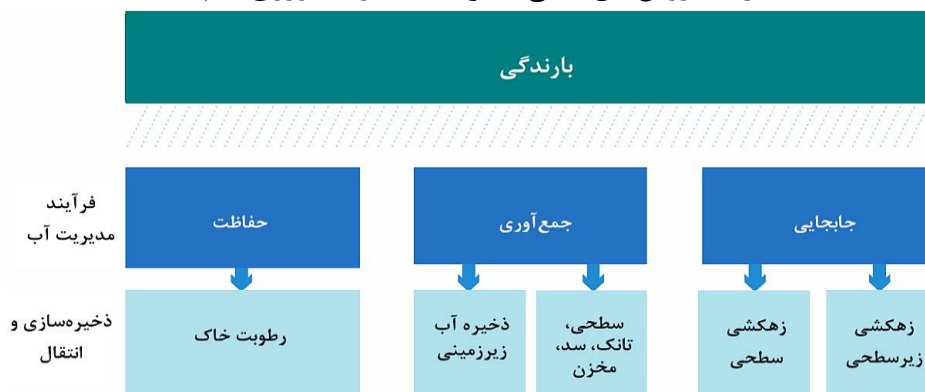 بارندگی
فرآیند
مدیریت آب
حفاظت
جمع‌آوری
جابجایی
ذخیره‌سازی و
انتقال
رطوبت خاک
ذخیره آب
زیرزمینی
سطحی،
تانک، سد،
مخزن
زهکشی
سطحی
زهکشی
زیرسطحی